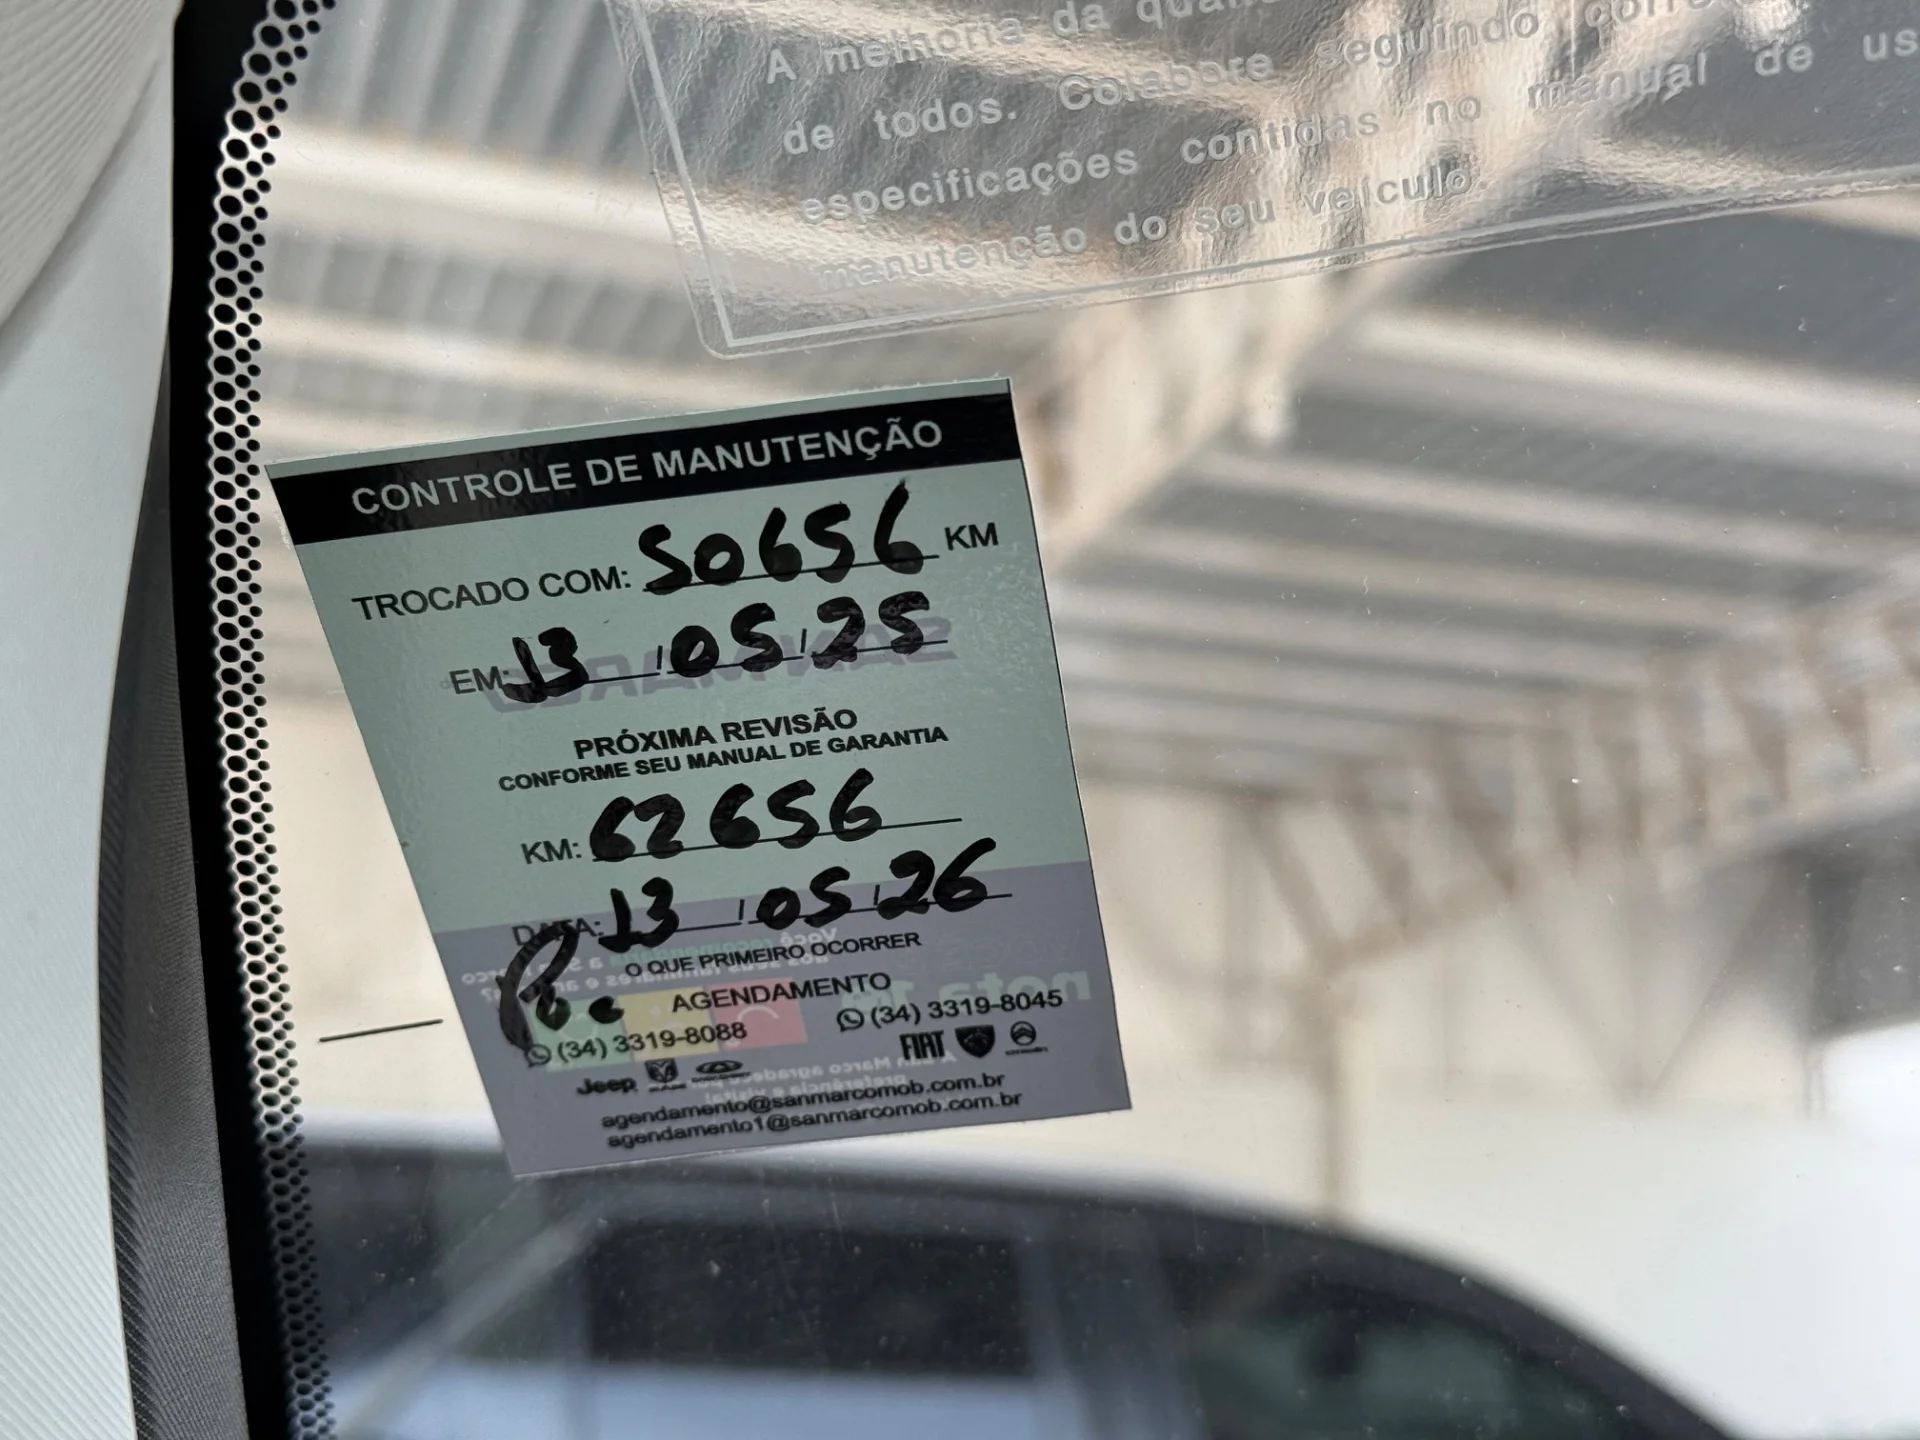 A melhoria da
de todos. Colabore seguindo
especificações contidas no manual de
manutenção do seu veículo.
CONTROLE DE MANUTENÇÃO
TROCADO COM: 50656 KM
EM: 13 / 05 / 25
PRÓXIMA REVISÃO
CONFORME SEU MANUAL DE GARANTIA
KM: 62656
DATA: 13 / 05 / 26
O QUE PRIMEIRO OCORRER
AGENDAMENTO
(34) 3319-8088 (34) 3319-8045
Jeep FIAT
agendamento@sanmarcomob.com.br
agendamento1@sanmarcomob.com.br